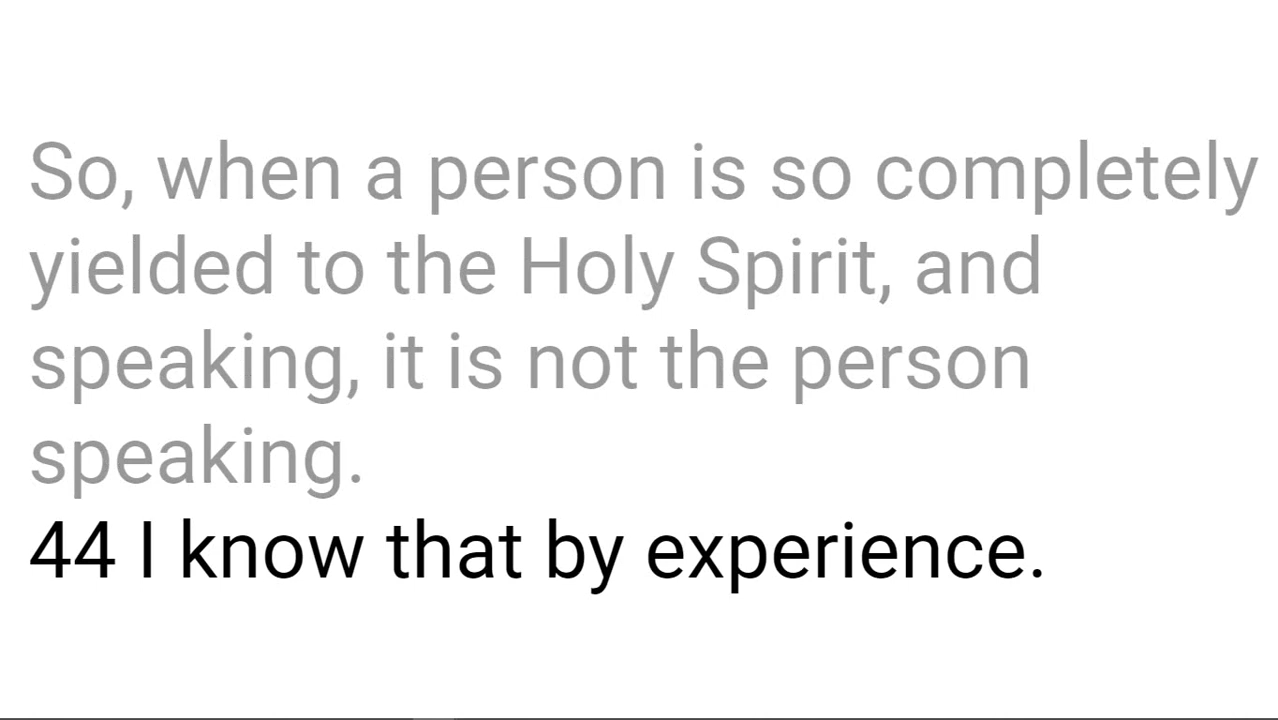 So, when a person is so completely
yielded to the Holy Spirit, and
speaking, it is not the person
speaking.
44 I know that by experience.